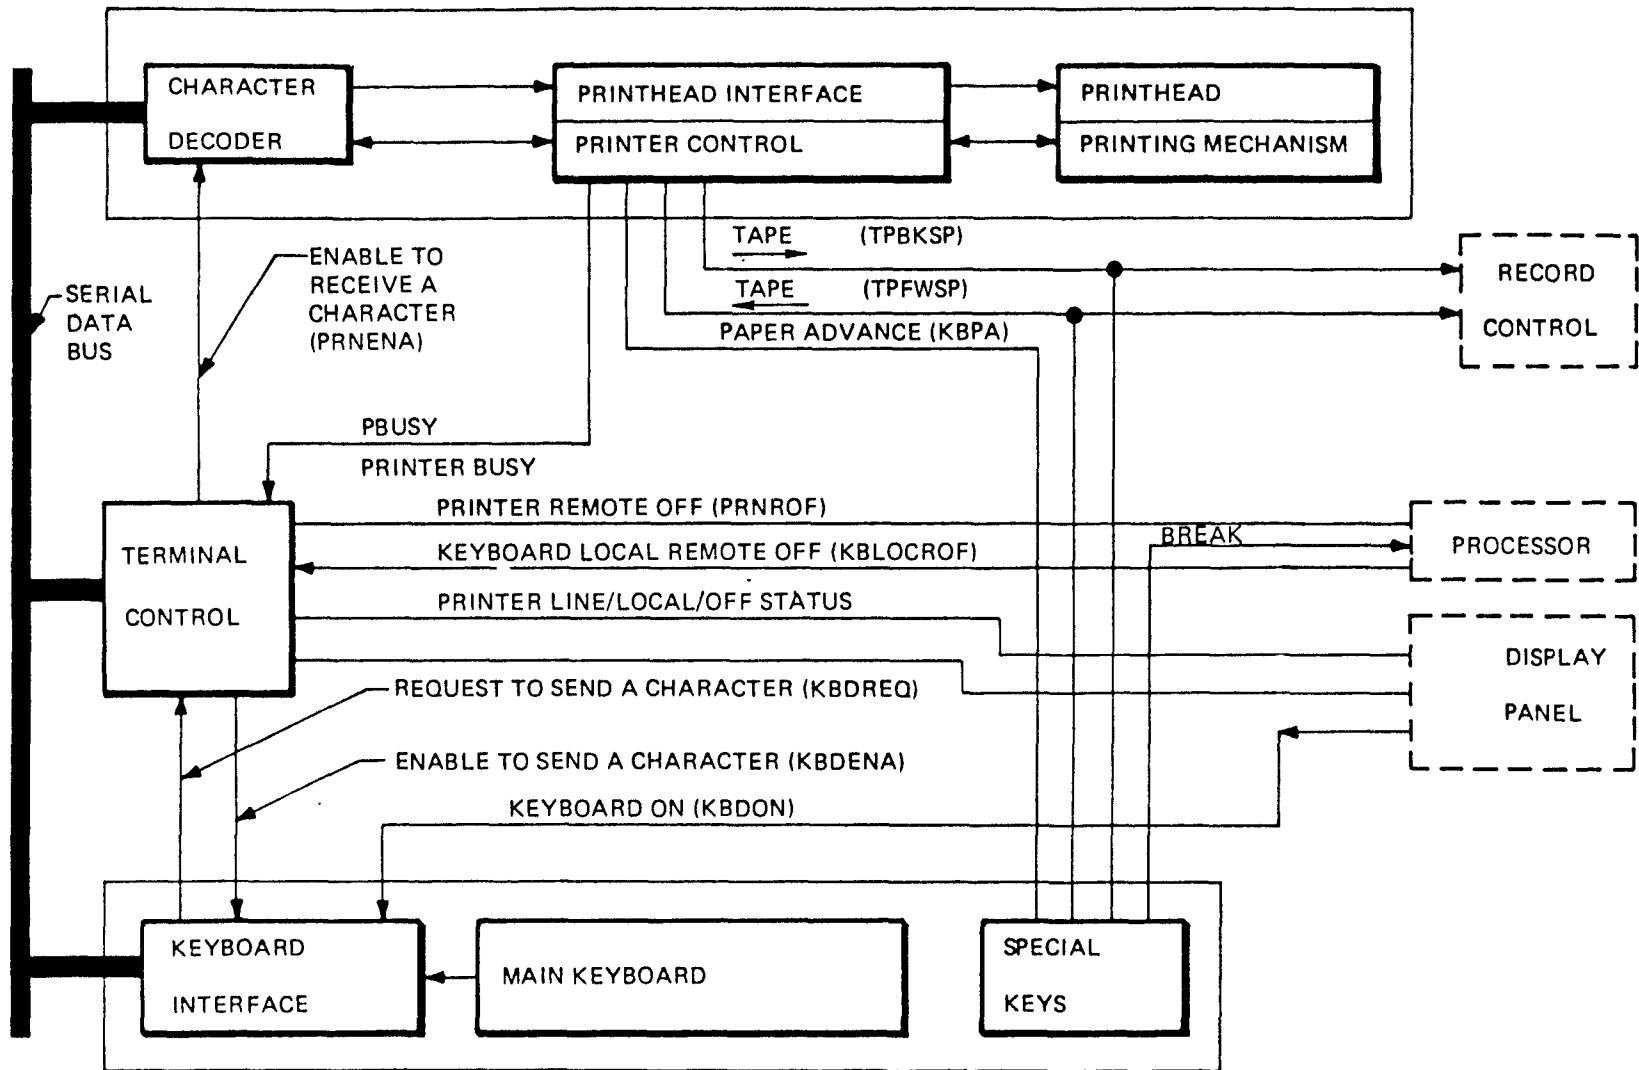 CHARACTER
DECODER
PRINTHEAD INTERFACE
PRINTER CONTROL
PRINTHEAD
PRINTING MECHANISM
TAPE (TPBKSP)
TAPE (TPFWSP)
PAPER ADVANCE (KBPA)
RECORD
CONTROL
ENABLE TO
RECEIVE A
CHARACTER
(PRNENA)
SERIAL
DATA
BUS
PBUSY
PRINTER BUSY
TERMINAL
CONTROL
PRINTER REMOTE OFF (PRNROF)
KEYBOARD LOCAL REMOTE OFF (KBLOCROF)
PRINTER LINE/LOCAL/OFF STATUS
BREAK
PROCESSOR
DISPLAY
PANEL
REQUEST TO SEND A CHARACTER (KBDREQ)
ENABLE TO SEND A CHARACTER (KBDENA)
KEYBOARD ON (KBDON)
KEYBOARD
INTERFACE
MAIN KEYBOARD
SPECIAL
KEYS